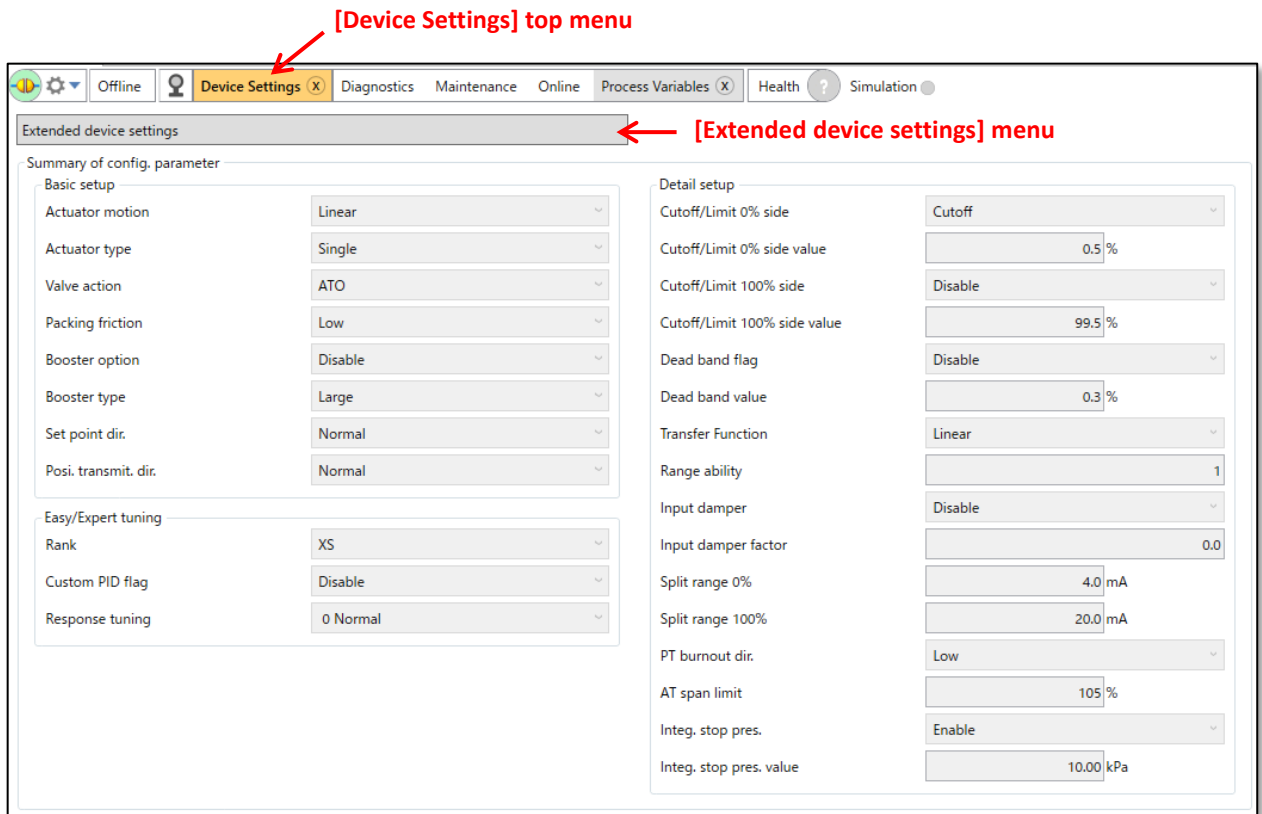 [Device Settings] top menu
Offline Device Settings X Diagnostics Maintenance Online Process Variables X Health ? Simulation
Extended device settings
[Extended device settings] menu
Summary of config. parameter
Basic setup
Actuator motion Linear
Actuator type Single
Valve action ATO
Packing friction Low
Booster option Disable
Booster type Large
Set point dir. Normal
Posi. transmit. dir. Normal
Easy/Expert tuning
Rank XS
Custom PID flag Disable
Response tuning 0 Normal
Detail setup
Cutoff/Limit 0% side Cutoff
Cutoff/Limit 0% side value 0.5 %
Cutoff/Limit 100% side Disable
Cutoff/Limit 100% side value 99.5 %
Dead band flag Disable
Dead band value 0.3 %
Transfer Function Linear
Range ability 1
Input damper Disable
Input damper factor 0.0
Split range 0% 4.0 mA
Split range 100% 20.0 mA
PT burnout dir. Low
AT span limit 105 %
Integ. stop pres. Enable
Integ. stop pres. value 10.00 kPa